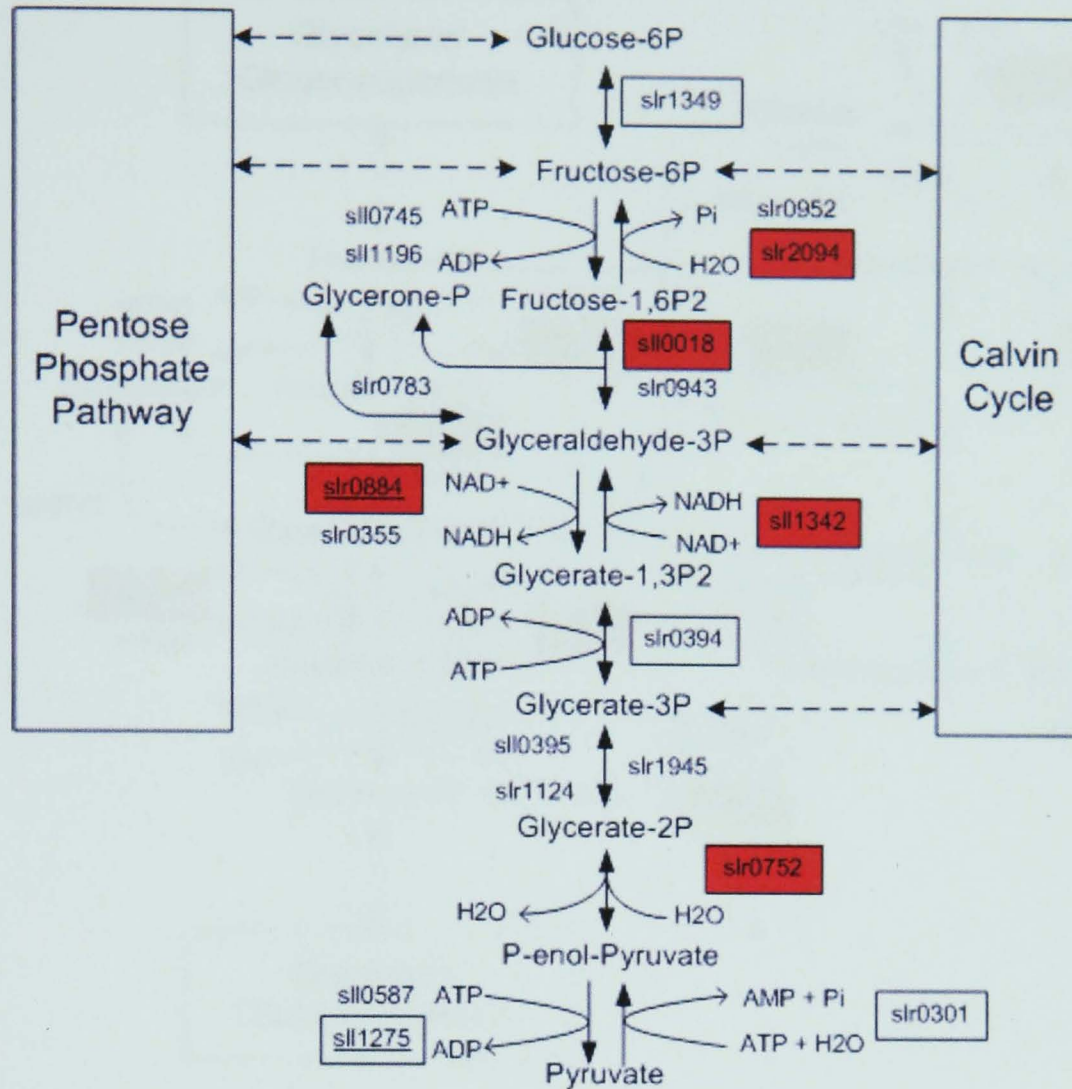 Glucose-6P
slr1349
Fructose-6P
sll0745
ATP
Pi
slr0952
sll1196
ADP
H2O
slr2094
Glycerone-P
Fructose-1,6P2
Pentose
Phosphate
Pathway
sll0018
Calvin
Cycle
slr0783
slr0943
Glyceraldehyde-3P
slr0884
NAD+
NADH
sll1342
slr0355
NADH
NAD+
Glycerate-1,3P2
ADP
slr0394
ATP
Glycerate-3P
sll0395
slr1945
slr1124
Glycerate-2P
slr0752
H2O
H2O
P-enol-Pyruvate
sll0587
ATP
AMP + Pi
slr0301
sll1275
ADP
ATP + H2O
Pyruvate